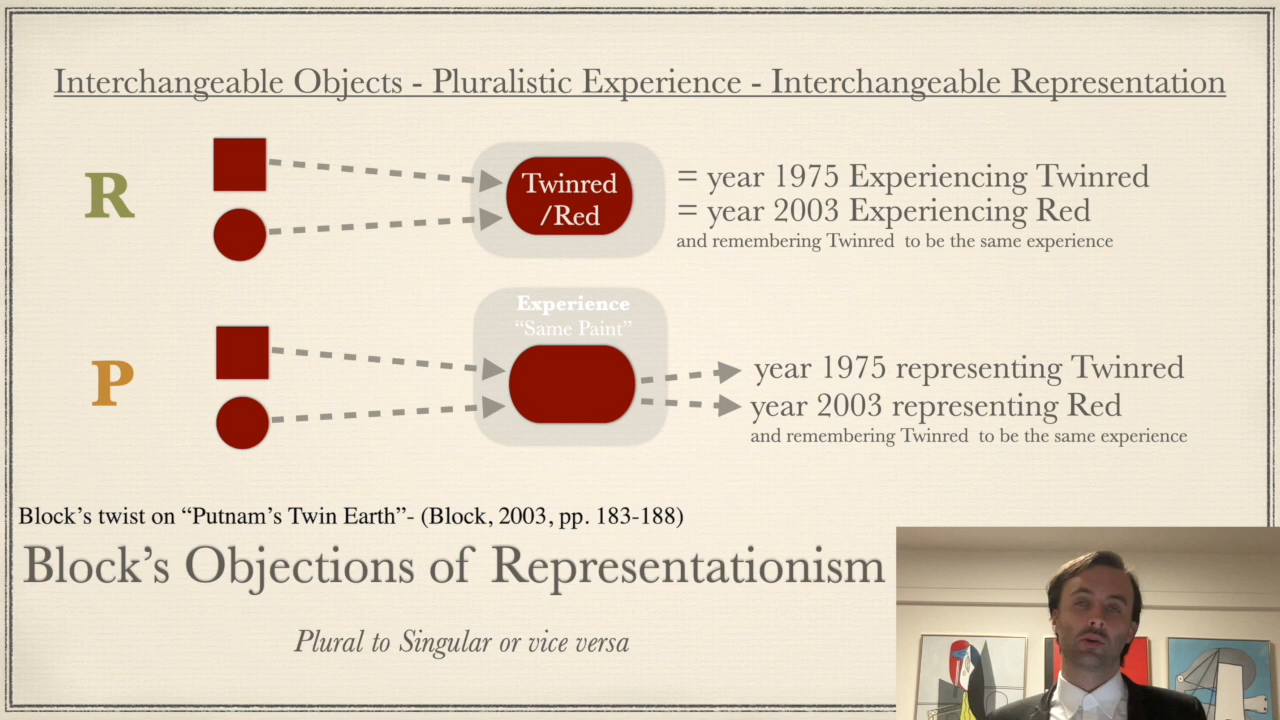 Interchangeable Objects - Pluralistic Experience - Interchangeable Representation
R
Twinred
/Red
= year 1975 Experiencing Twinred
= year 2003 Experiencing Red
and remembering Twinred to be the same experience
P
Experience
“Same Paint”
year 1975 representing Twinred
year 2003 representing Red
and remembering Twinred to be the same experience
Block’s twist on “Putnam’s Twin Earth”- (Block, 2003, pp. 183-188)
Block’s Objections of Representationism
Plural to Singular or vice versa